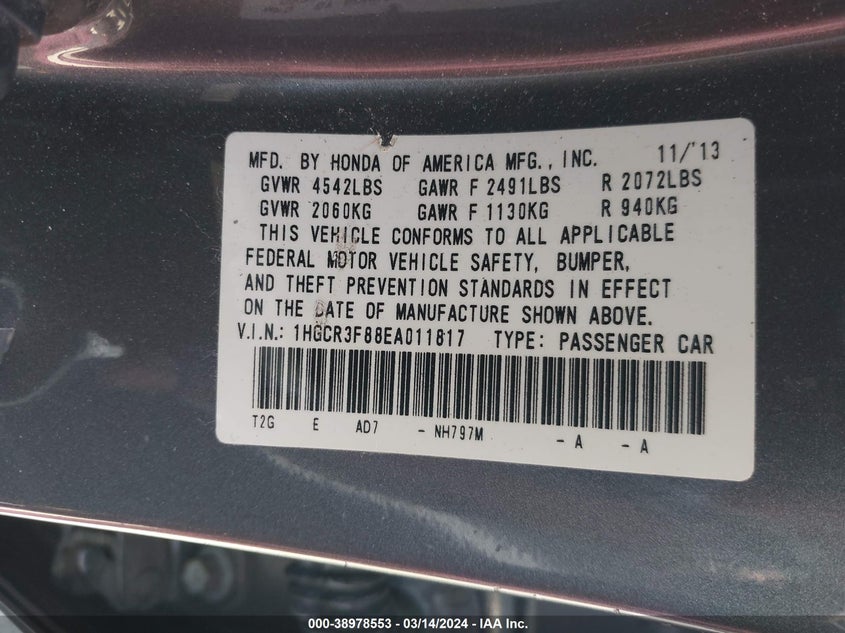 MFD. BY HONDA OF AMERICA MFG., INC. 11/'13
GVWR 4542LBS GAWR F 2491LBS R 2072LBS
GVWR 2060KG GAWR F 1130KG R 940KG
THIS VEHICLE CONFORMS TO ALL APPLICABLE
FEDERAL MOTOR VEHICLE SAFETY, BUMPER,
AND THEFT PREVENTION STANDARDS IN EFFECT
ON THE DATE OF MANUFACTURE SHOWN ABOVE.
V.I.N.: 1HGCR3F88EA011817 TYPE: PASSENGER CAR
T2G E AD7 - NH797M - A - A
000-38978553 - 03/14/2024 - IAA Inc.